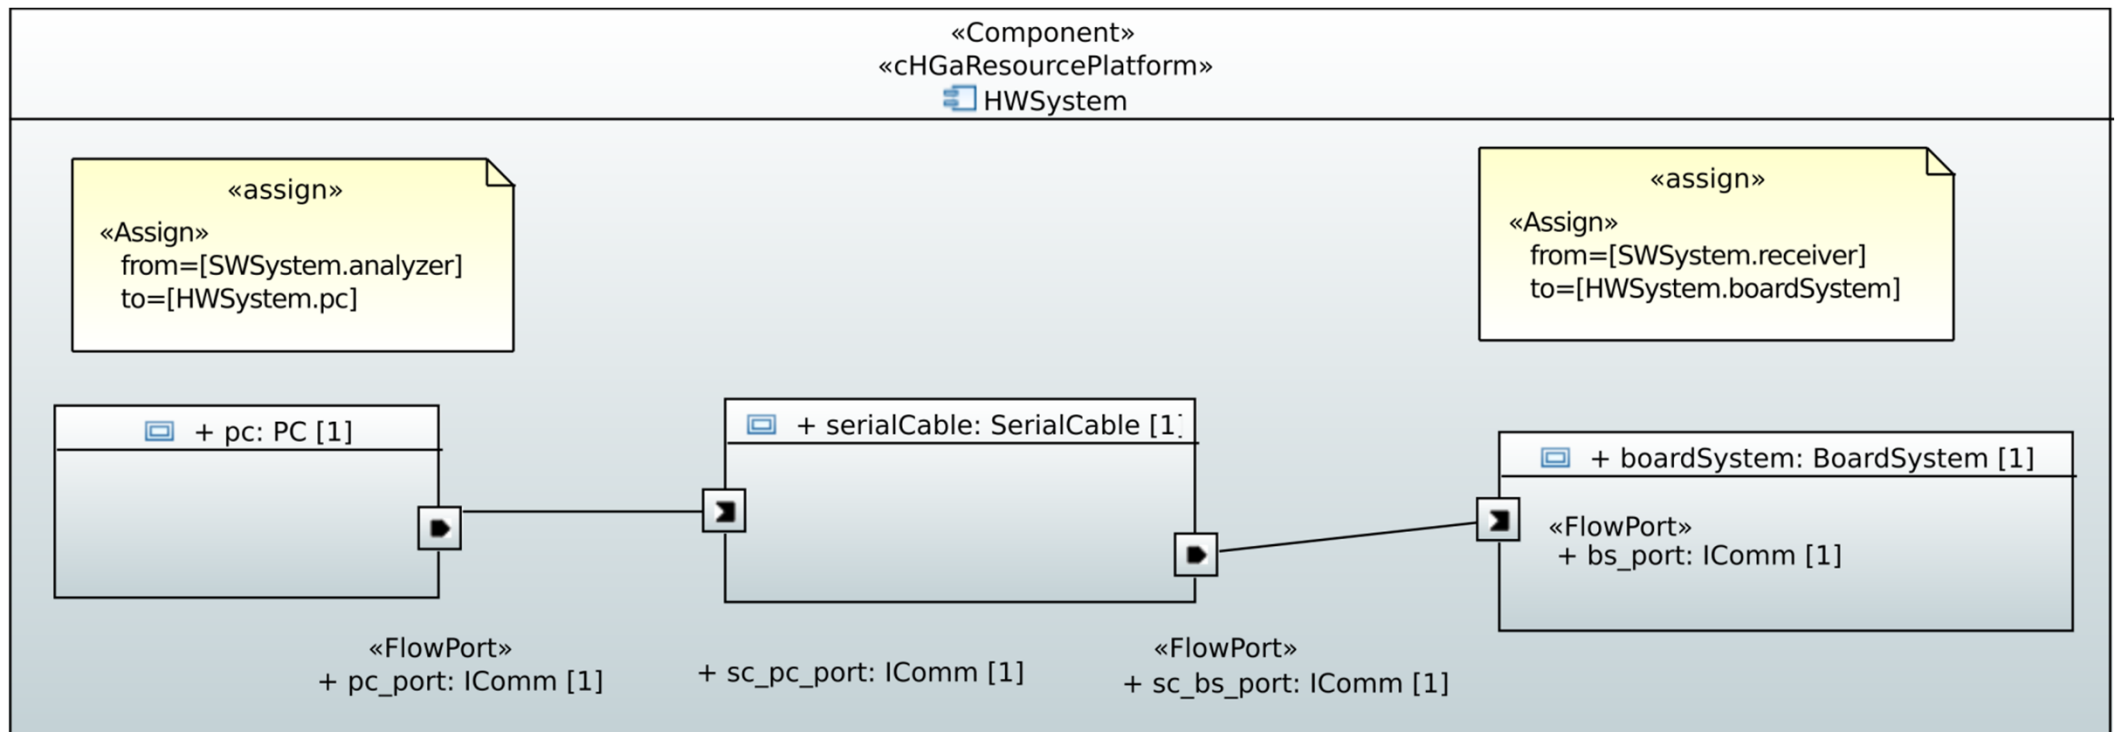 «Component»
«cHGaResourcePlatform»
HWSystem
«assign»
«Assign»
from=[SWSystem.analyzer]
to=[HWSystem.pc]
«assign»
«Assign»
from=[SWSystem.receiver]
to=[HWSystem.boardSystem]
+ pc: PC [1]
+ serialCable: SerialCable [1]
+ boardSystem: BoardSystem [1]
«FlowPort»
+ bs_port: IComm [1]
«FlowPort»
+ pc_port: IComm [1]
+ sc_pc_port: IComm [1]
«FlowPort»
+ sc_bs_port: IComm [1]